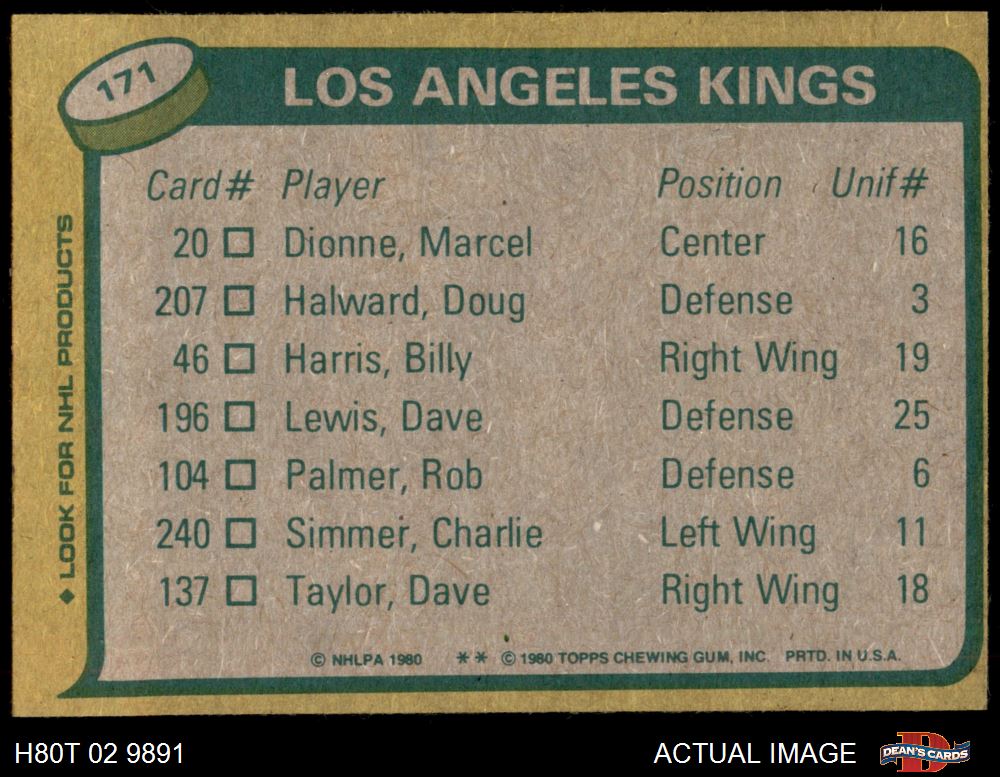 171
LOS ANGELES KINGS
Card # Player Position Unif #
20 □ Dionne, Marcel Center 16
207 □ Halward, Doug Defense 3
46 □ Harris, Billy Right Wing 19
196 □ Lewis, Dave Defense 25
104 □ Palmer, Rob Defense 6
240 □ Simmer, Charlie Left Wing 11
137 □ Taylor, Dave Right Wing 18
© NHLPA 1980 ** © 1980 TOPPS CHEWING GUM, INC. PRTD. IN U.S.A.
◆ LOOK FOR NHL PRODUCTS
H80T 02 9891
ACTUAL IMAGE
D
DEAN'S CARDS